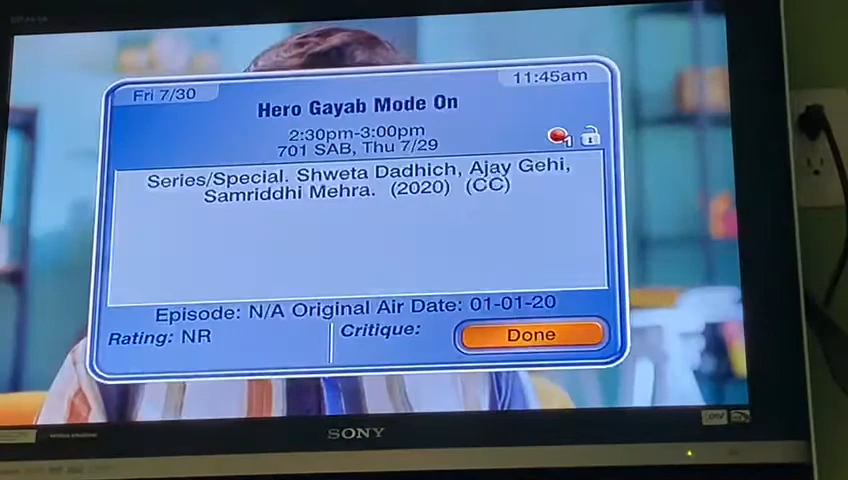 Fri 7/30
11:45am
Hero Gayab Mode On
2:30pm-3:00pm
701 SAB, Thu 7/29
1
Series/Special. Shweta Dadhich, Ajay Gehi,
Samriddhi Mehra. (2020) (CC)
Episode: N/A Original Air Date: 01-01-20
Rating: NR
Critique:
Done
SONY